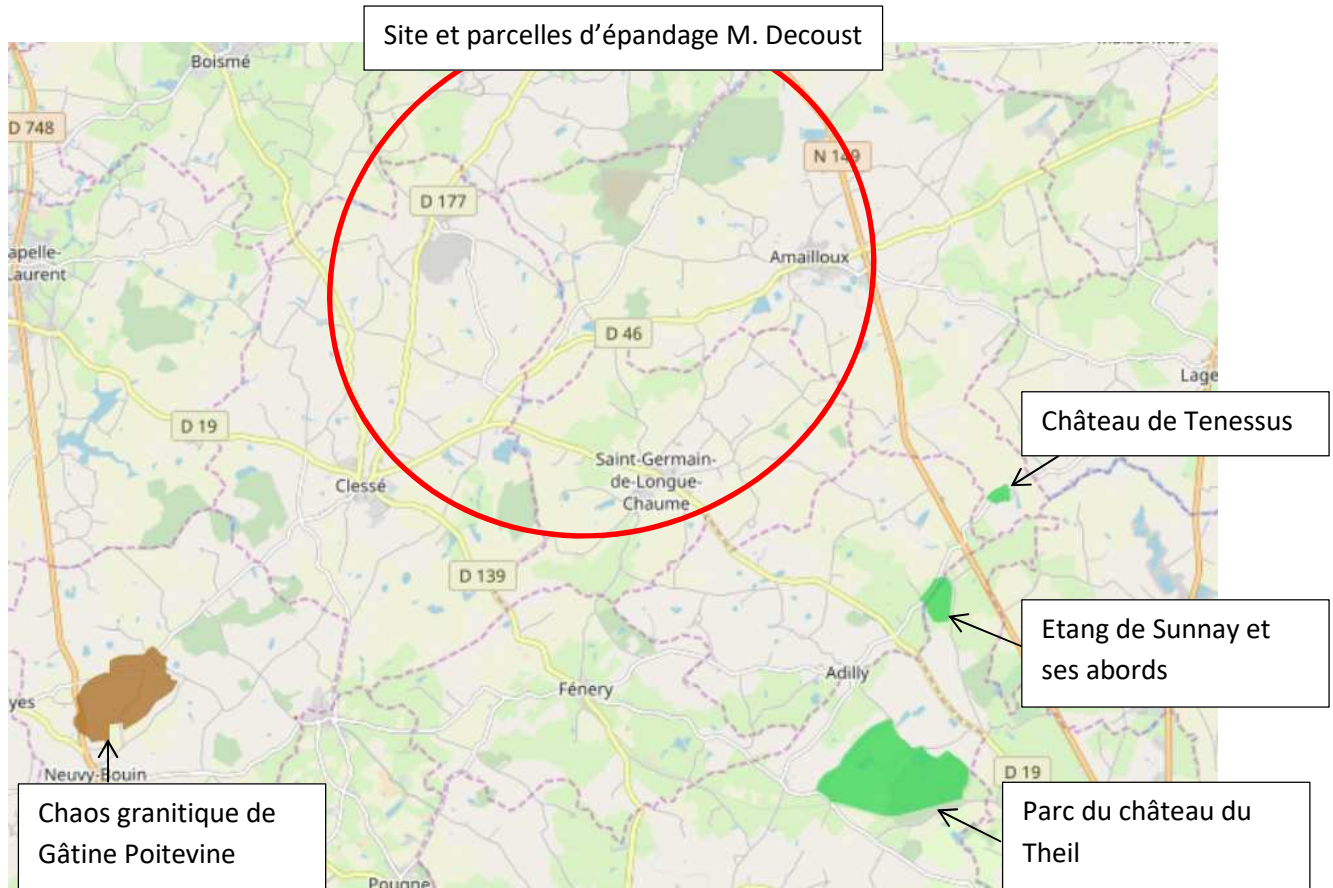 Site et parcelles d'épandage M. Decoust
Boismé
D 748
N 149
D 177
apelle-
Laurent
Amailloux
D 46
Lage
Château de Tenessus
D 19
Saint-Germain-
de-Longue-
Chaume
Clessé
D 139
Etang de Sunnay et
ses abords
Adilly
Fénery
yes
Neuvy-Bouin
D 19
Chaos granitique de
Gâtine Poitevine
Parc du château du
Theil
Pougne